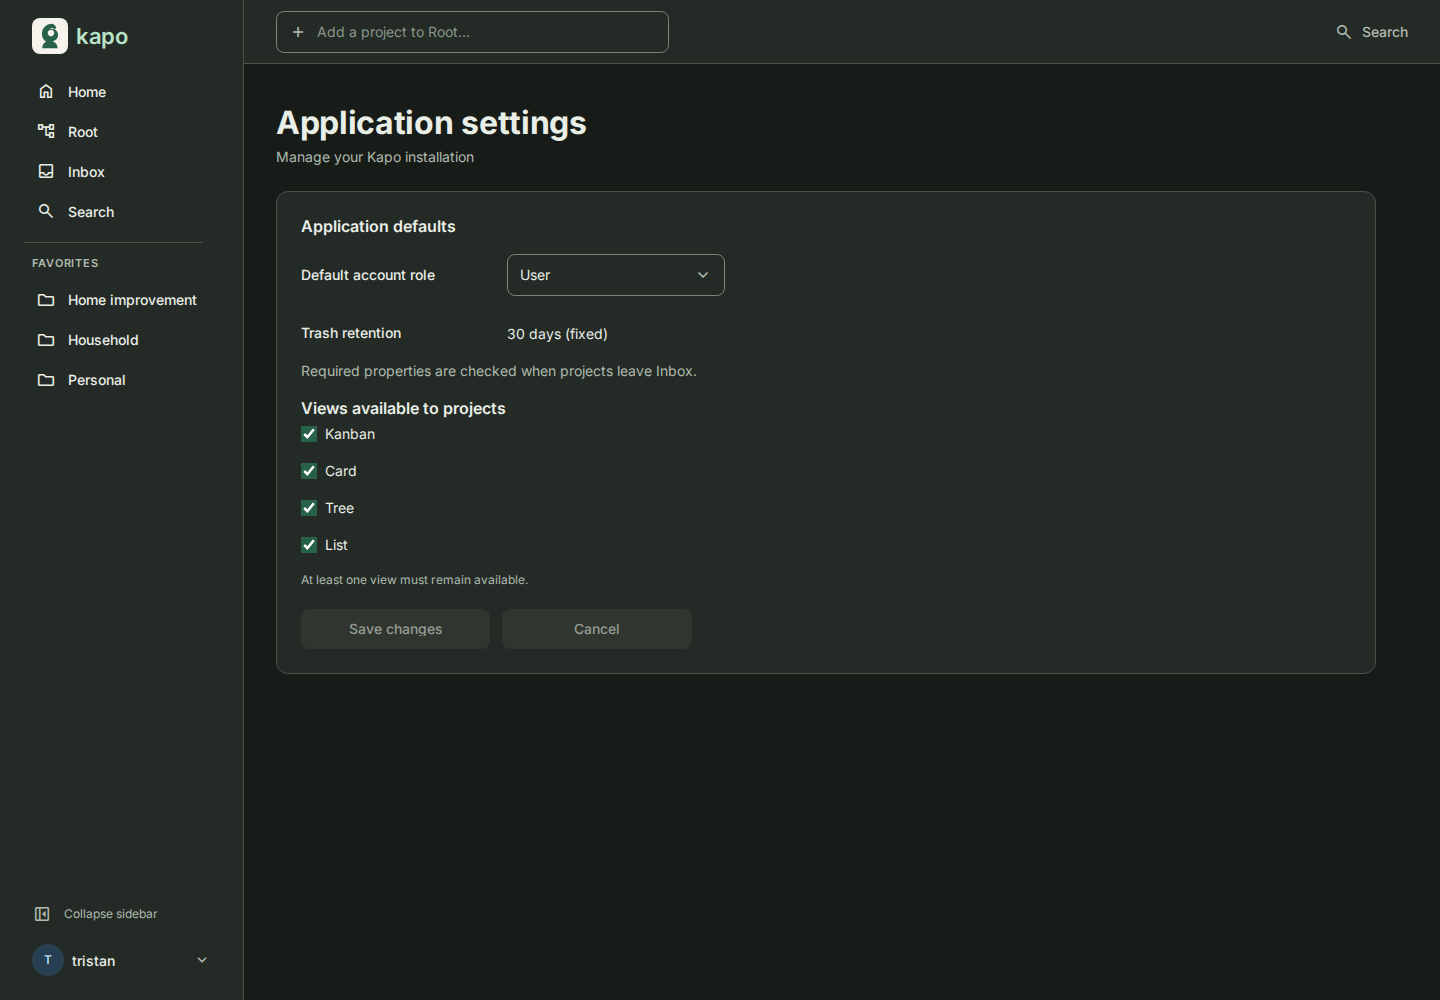 kapo
Home
Root
Inbox
Search
FAVORITES
Home improvement
Household
Personal
Collapse sidebar
T
tristan
Add a project to Root...
Search
Application settings
Manage your Kapo installation
Application defaults
Default account role
User
Trash retention
30 days (fixed)
Required properties are checked when projects leave Inbox.
Views available to projects
Kanban
Card
Tree
List
At least one view must remain available.
Save changes
Cancel